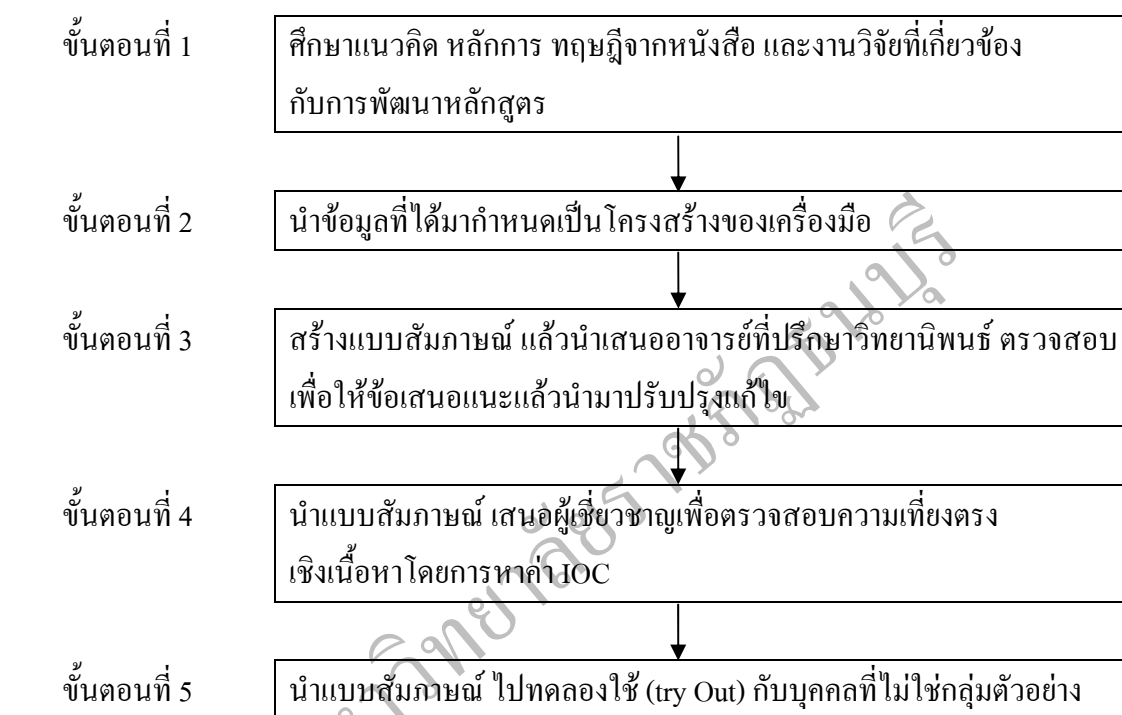 ขั้นตอนที่ 1
ศึกษาแนวคิด หลักการ ทฤษฎีจากหนังสือ และงานวิจัยที่เกี่ยวข้อง
กับการพัฒนาหลักสูตร
ขั้นตอนที่ 2
นำข้อมูลที่ได้มากำหนดเป็นโครงสร้างของเครื่องมือ
ขั้นตอนที่ 3
สร้างแบบสัมภาษณ์ แล้วนำเสนออาจารย์ที่ปรึกษาวิทยานิพนธ์ ตรวจสอบ
เพื่อให้ข้อเสนอแนะแล้วนำมาปรับปรุงแก้ไข
ขั้นตอนที่ 4
นำแบบสัมภาษณ์ เสนอผู้เชี่ยวชาญเพื่อตรวจสอบความเที่ยงตรง
เชิงเนื้อหาโดยการหาค่า IOC
ขั้นตอนที่ 5
นำแบบสัมภาษณ์ ไปทดลองใช้ (try Out) กับบุคคลที่ไม่ใช่กลุ่มตัวอย่าง
วิทยาลัยราชภัฏธนบุรี